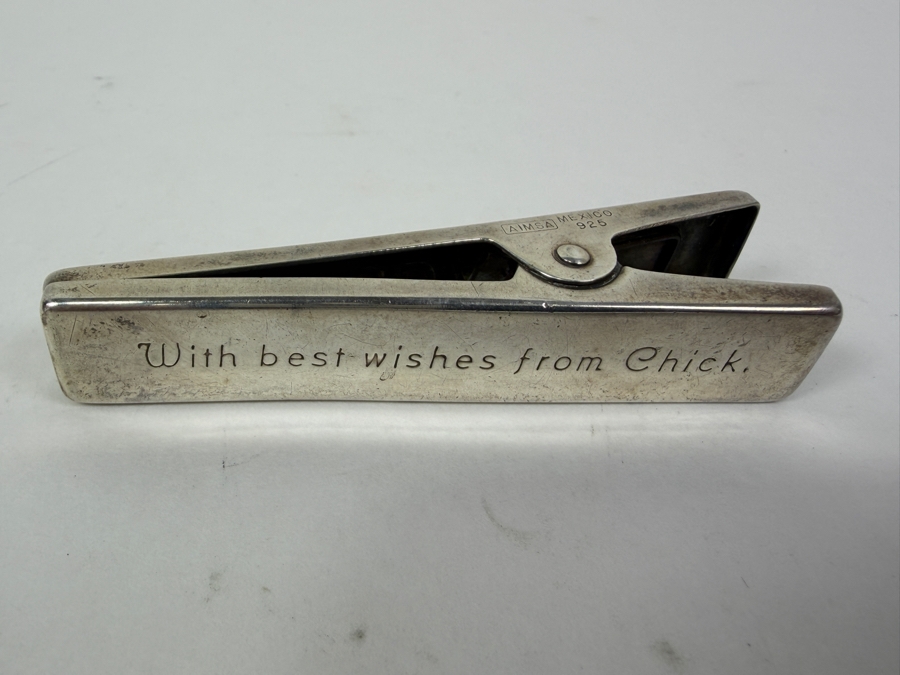 AIMSA MEXICO
925
With best wishes from Chick.